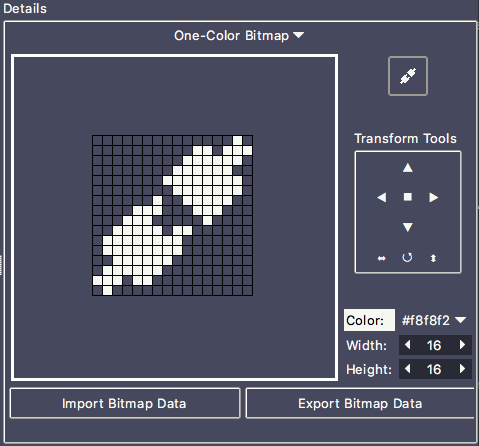 Details
One-Color Bitmap
Transform Tools
Color: #f8f8f2
Width: 16
Height: 16
Import Bitmap Data
Export Bitmap Data